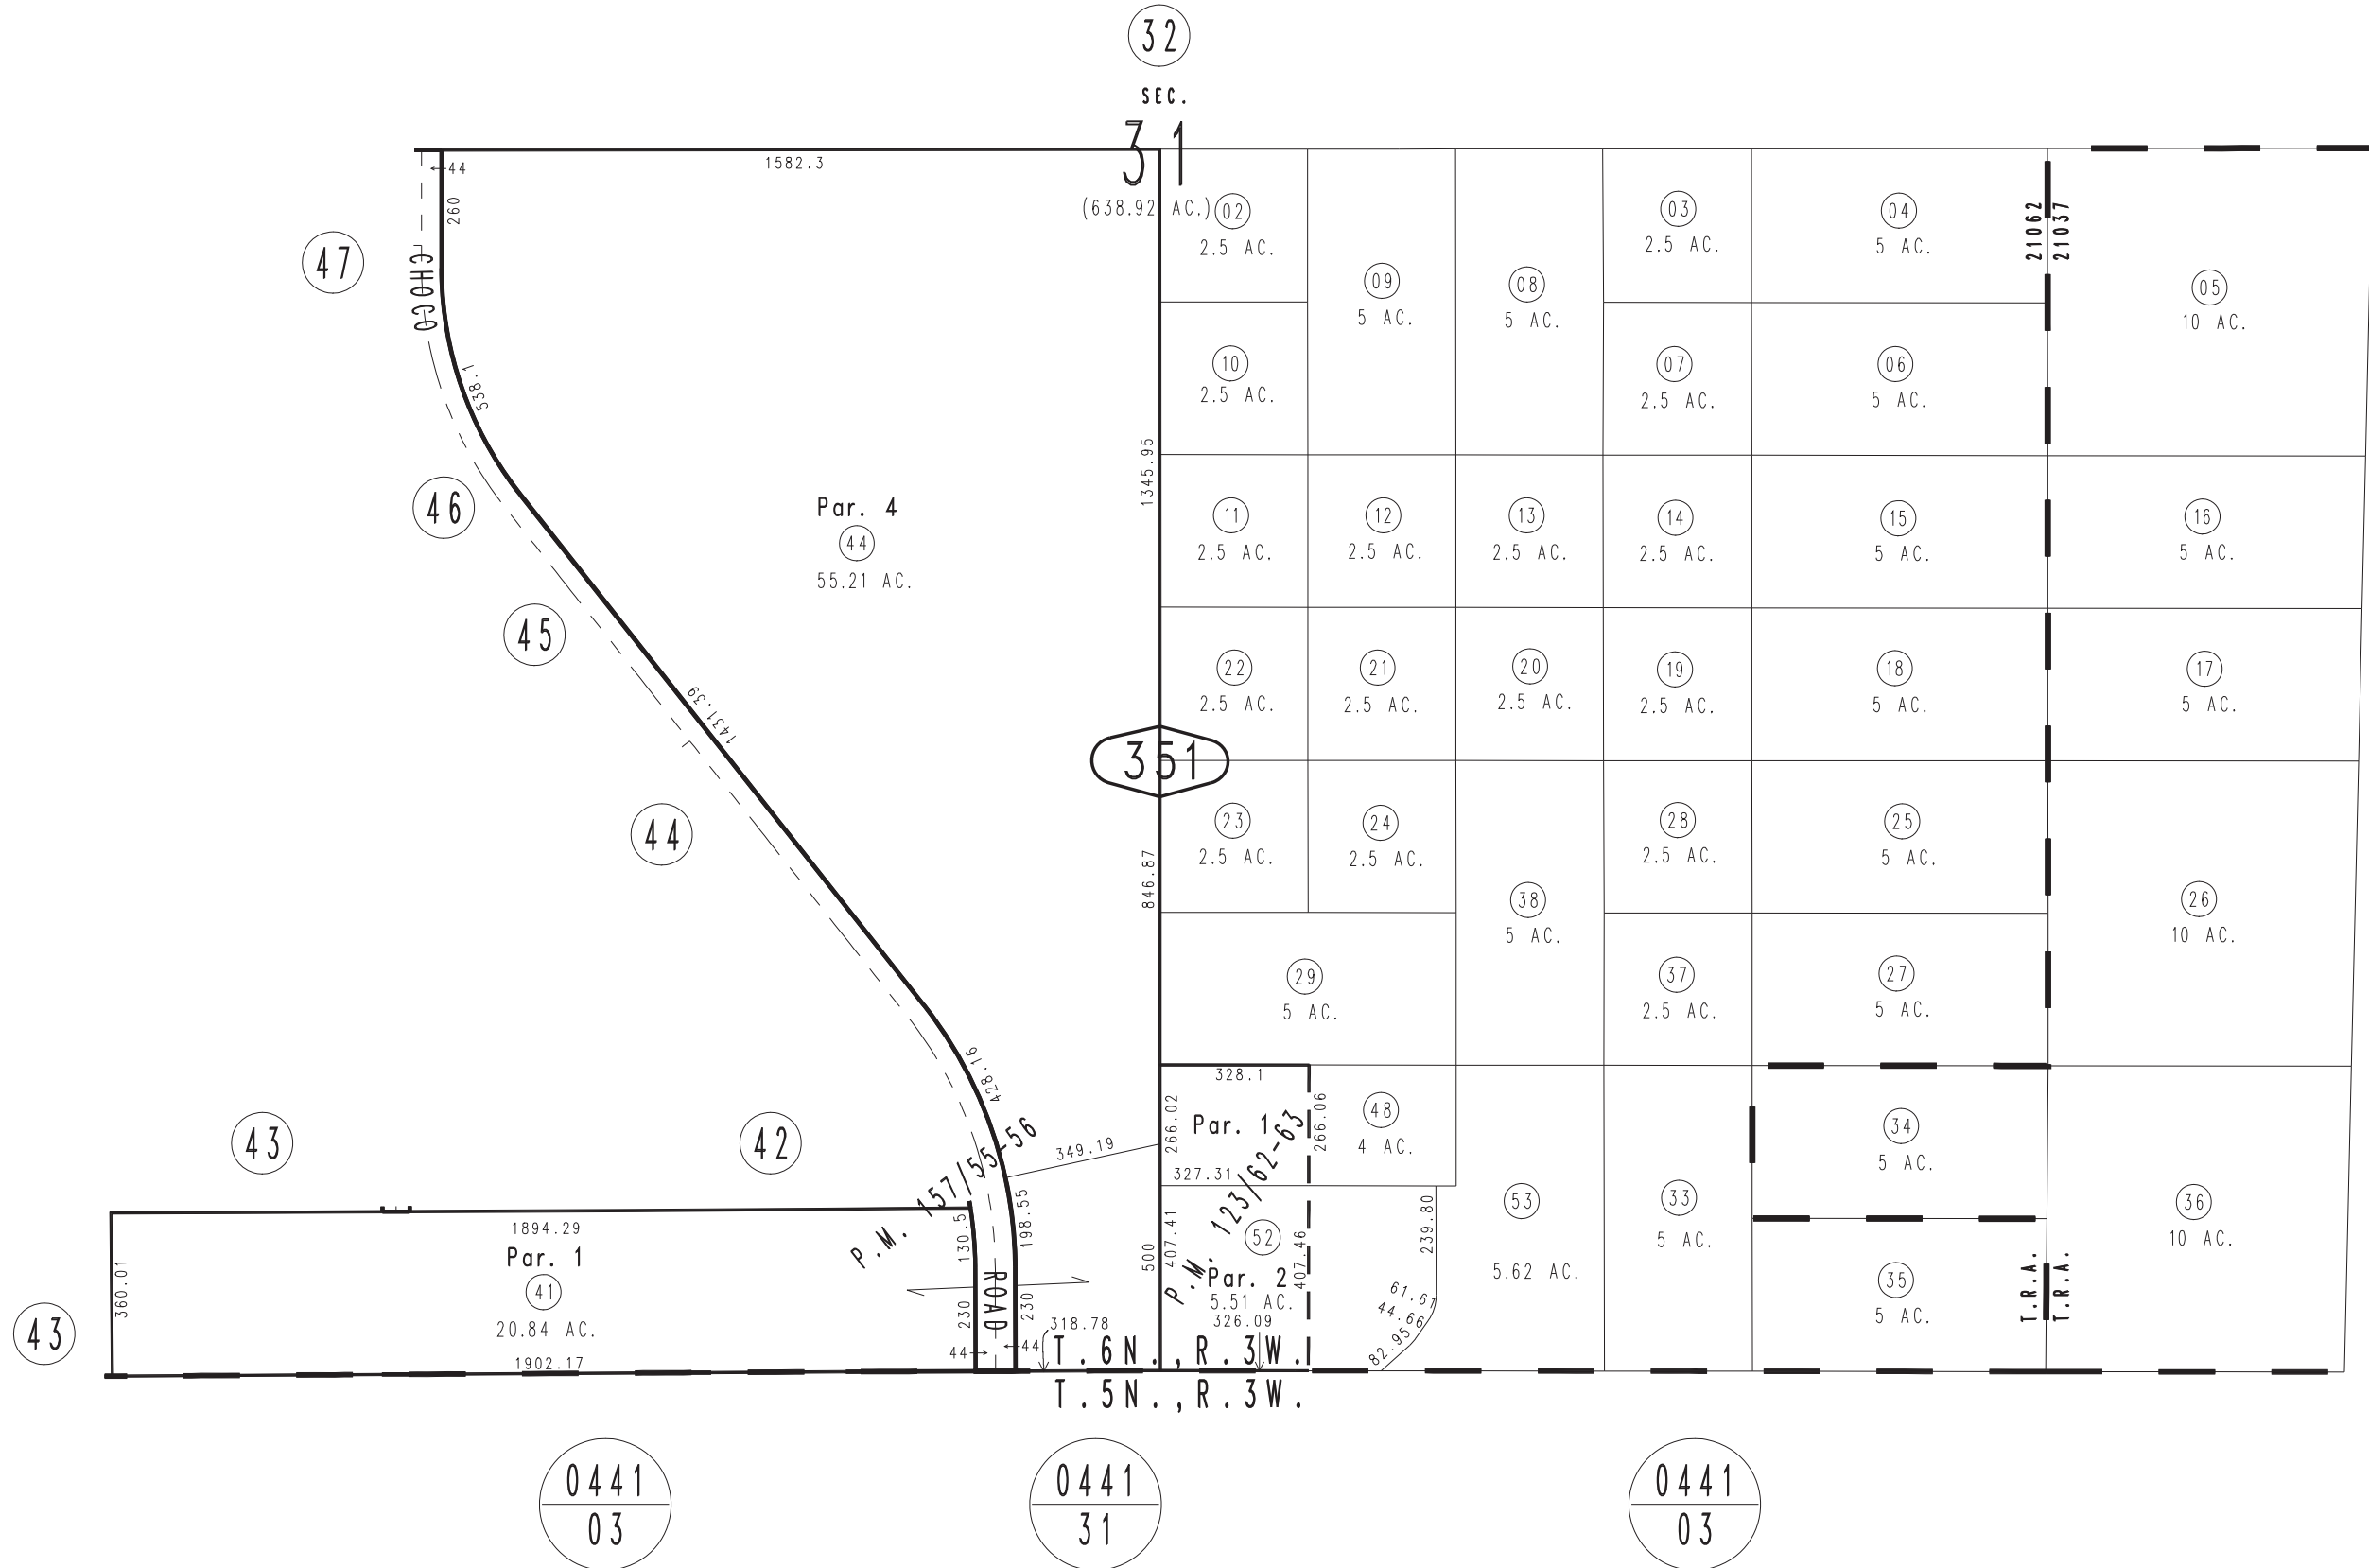 32
SEC.
31
(638.92 AC.)
1582.3
44
260
47
CHOCO
538.1
46
45
1431.39
44
Par. 4
44
55.21 AC.
1345.95
351
846.87
02
2.5 AC.
09
5 AC.
08
5 AC.
03
2.5 AC.
04
5 AC.
21062
21037
05
10 AC.
10
2.5 AC.
07
2.5 AC.
06
5 AC.
11
2.5 AC.
12
2.5 AC.
13
2.5 AC.
14
2.5 AC.
15
5 AC.
16
5 AC.
22
2.5 AC.
21
2.5 AC.
20
2.5 AC.
19
2.5 AC.
18
5 AC.
17
5 AC.
23
2.5 AC.
24
2.5 AC.
38
5 AC.
28
2.5 AC.
25
5 AC.
26
10 AC.
29
5 AC.
37
2.5 AC.
27
5 AC.
428.16
43
42
P.M. 157/55-56
349.19
328.1
266.02
Par. 1
266.06
327.31
P.M. 123/62-63
48
4 AC.
34
5 AC.
53
5.62 AC.
33
5 AC.
36
10 AC.
35
5 AC.
T.R.A.
T.R.A.
1894.29
Par. 1
41
20.84 AC.
1902.17
360.01
43
130.5
198.55
230
ROAD
230
44
44
318.78
500
407.41
52
Par. 2
5.51 AC.
326.09
407.46
239.80
61.61
44.66
82.95
T.6N.,R.3W.
T.5N.,R.3W.
0441
03
0441
31
0441
03